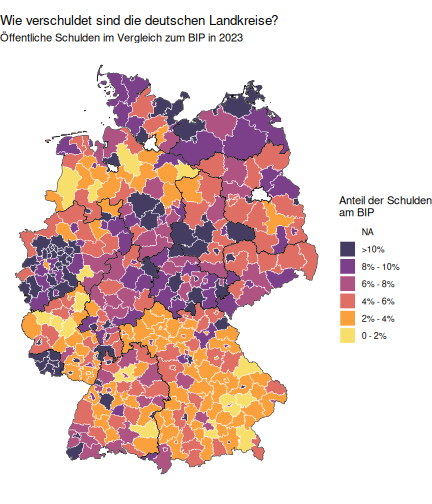 Wie verschuldet sind die deutschen Landkreise?
Öffentliche Schulden im Vergleich zum BIP in 2023
Anteil der Schulden
am BIP
NA
>10%
8% - 10%
6% - 8%
4% - 6%
2% - 4%
0 - 2%